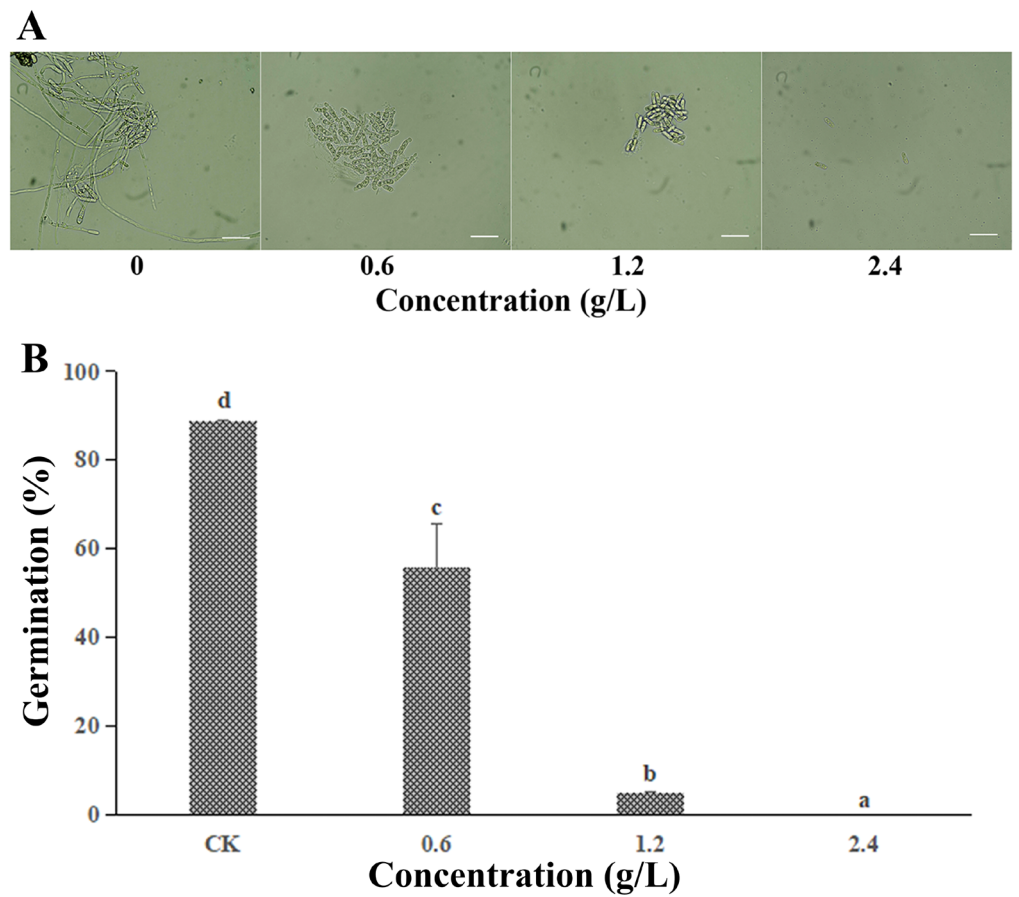 A
0 0.6 1.2 2.4
Concentration (g/L)
B
Germination (%)
100
80
60
40
20
0
d
c
b
a
CK 0.6 1.2 2.4
Concentration (g/L)